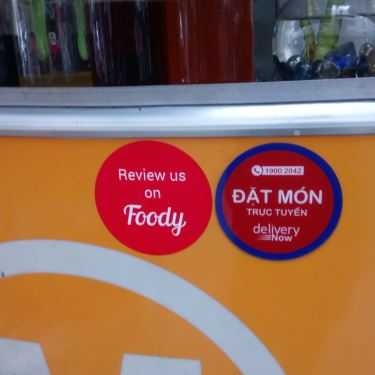 Review us
on
Foody
1900 2042
ĐẶT MÓN
TRỰC TUYẾN
delivery
Now